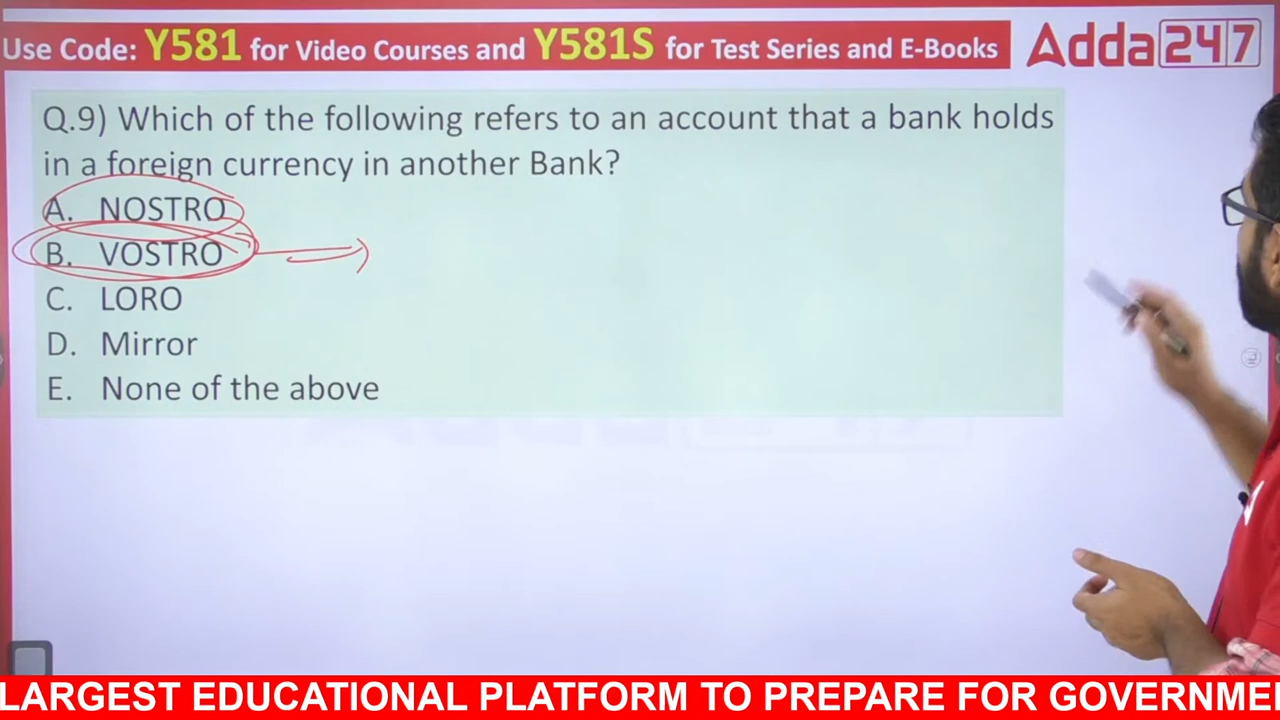 Use Code: Y581 for Video Courses and Y581S for Test Series and E-Books
Adda247
Q.9) Which of the following refers to an account that a bank holds
in a foreign currency in another Bank?
A. NOSTRO
B. VOSTRO
C. LORO
D. Mirror
E. None of the above
LARGEST EDUCATIONAL PLATFORM TO PREPARE FOR GOVERNME